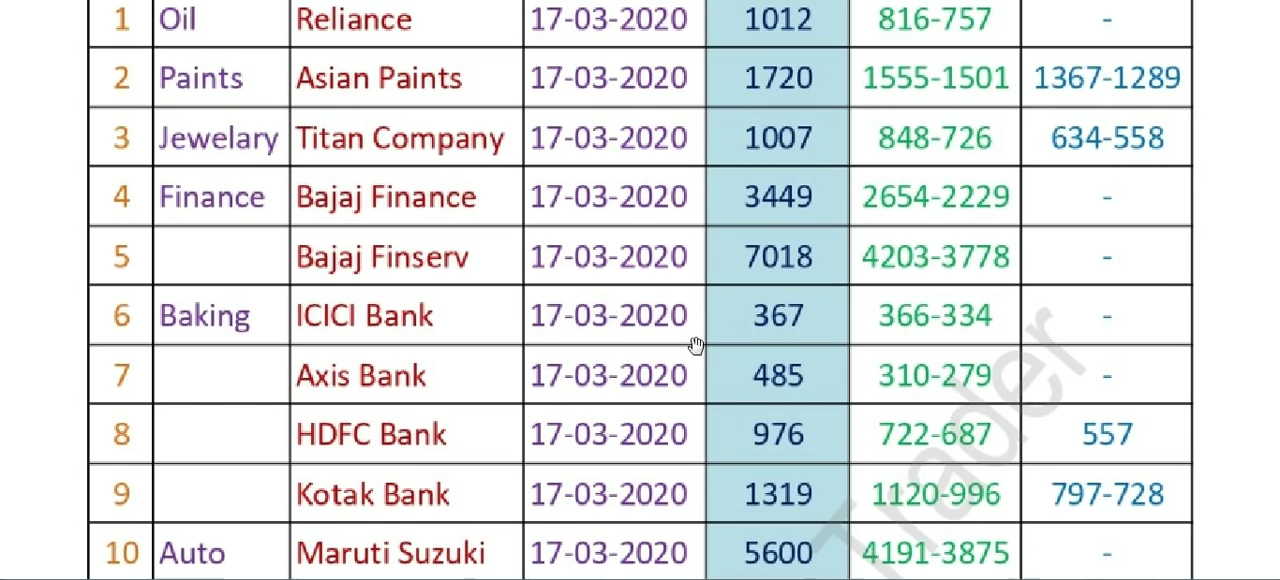 1 Oil Reliance 17-03-2020 1012 816-757 -
2 Paints Asian Paints 17-03-2020 1720 1555-1501 1367-1289
3 Jewelary Titan Company 17-03-2020 1007 848-726 634-558
4 Finance Bajaj Finance 17-03-2020 3449 2654-2229 -
5 Bajaj Finserv 17-03-2020 7018 4203-3778 -
6 Baking ICICI Bank 17-03-2020 367 366-334 -
7 Axis Bank 17-03-2020 485 310-279 -
8 HDFC Bank 17-03-2020 976 722-687 557
9 Kotak Bank 17-03-2020 1319 1120-996 797-728
10 Auto Maruti Suzuki 17-03-2020 5600 4191-3875 -
Trader